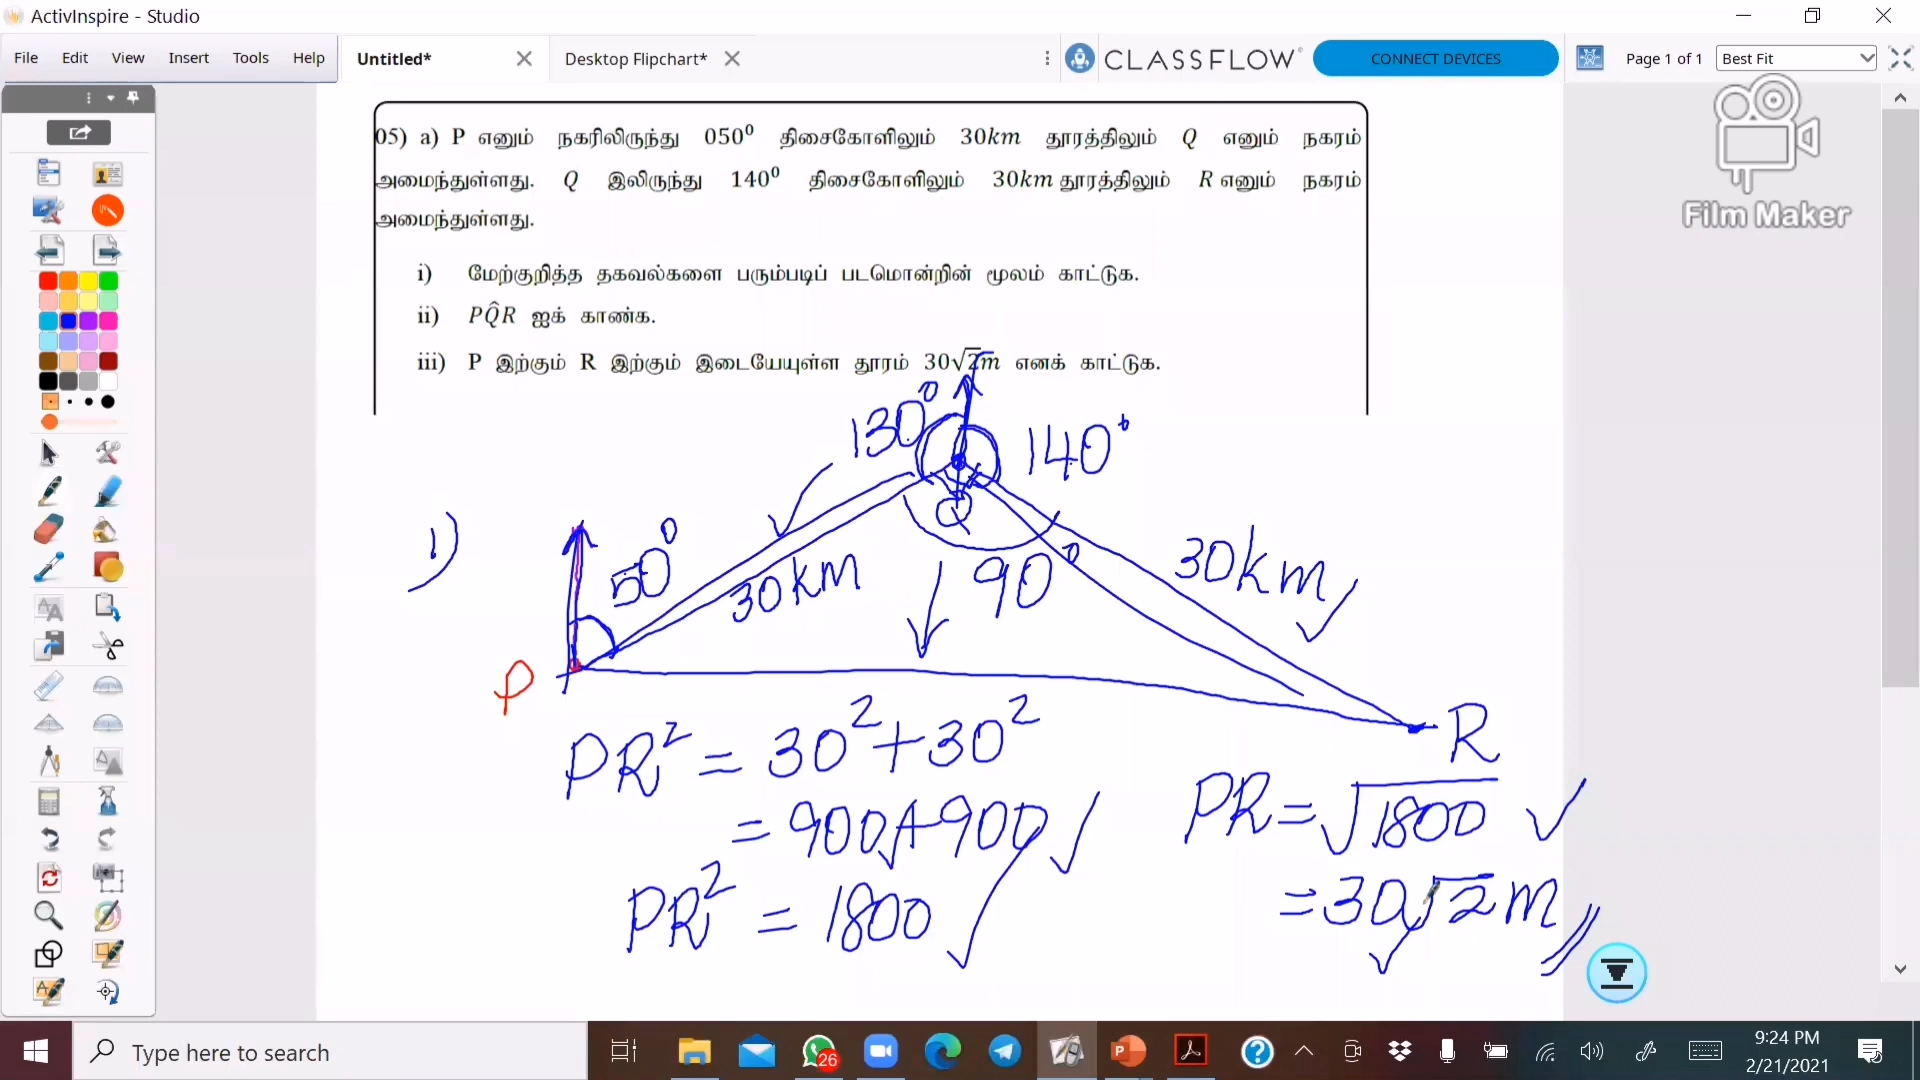 ActivInspire - Studio
File Edit View Insert Tools Help
Untitled*
Desktop Flipchart*
CLASSFLOW
CONNECT DEVICES
Page 1 of 1
Best Fit
Film Maker
05) a) P எனும் நகரிலிருந்து 050⁰ திசைகோளிலும் 30km தூரத்திலும் Q எனும் நகரம்
அமைந்துள்ளது. Q இலிருந்து 140⁰ திசைகோளிலும் 30km தூரத்திலும் R எனும் நகரம்
அமைந்துள்ளது.
i) மேற்குறித்த தகவல்களை பரும்படிப் படமொன்றின் மூலம் காட்டுக.
ii) PQ̂R ஐக் காண்க.
iii) P இற்கும் R இற்கும் இடையேயுள்ள தூரம் 30√2m எனக் காட்டுக.
130⁰
140⁰
1)
50⁰
30km
Q
90⁰
30km
P
R
PR² = 30² + 30²
= 900 + 900
PR² = 1800
PR = √1800
= 30√2 m
Type here to search
26
9:24 PM
2/21/2021